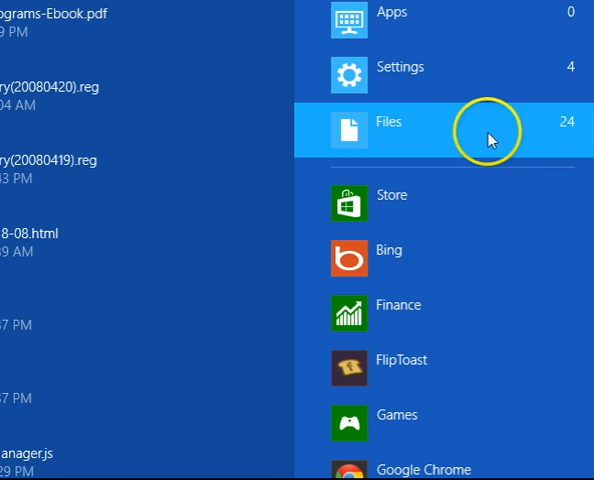 ograms-Ebook.pdf
9 PM
ry(20080420).reg
04 AM
ry(20080419).reg
43 PM
8-08.html
39 AM
37 PM
37 PM
anager.js
29 PM
Apps 0
Settings 4
Files 24
Store
Bing
Finance
FlipToast
Games
Google Chrome